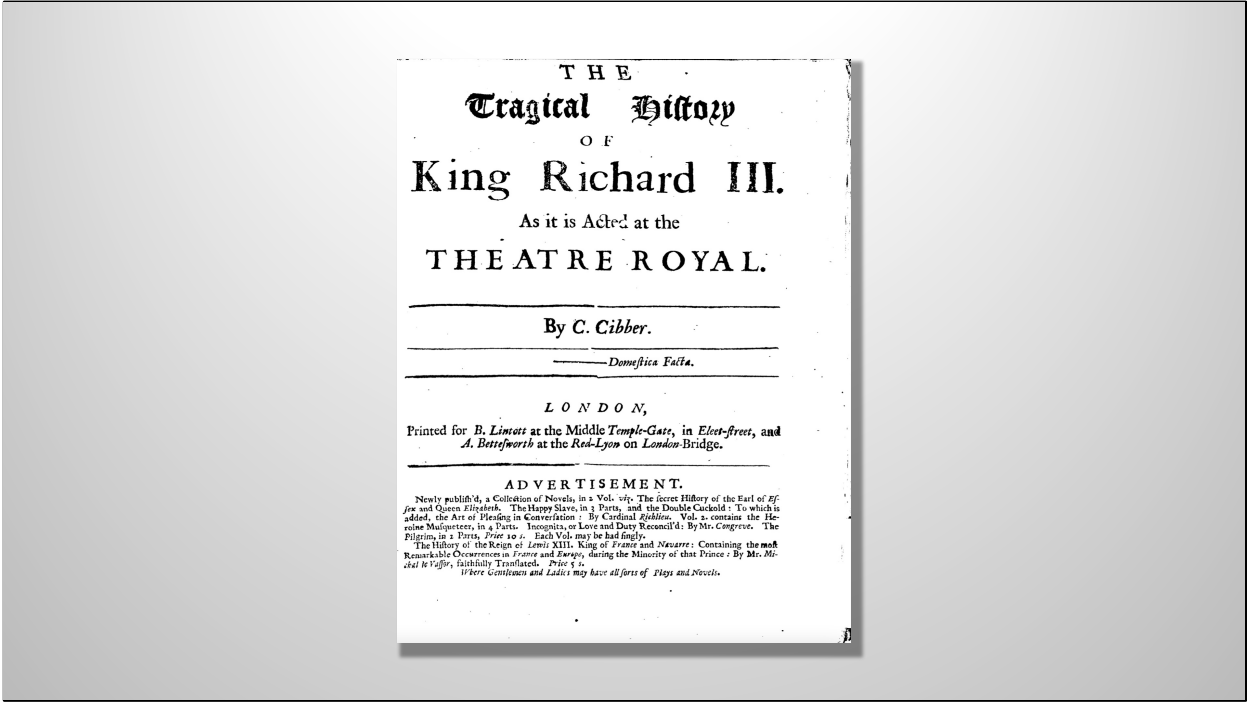 THE
Tragical Hiſtory
OF
King Richard III.
As it is Acted at the
THEATRE ROYAL.
By C. Cibber.
——Domeſtica Facta.
LONDON,
Printed for B. Lintott at the Middle Temple-Gate, in Fleet-ſtreet, and
A. Betteſworth at the Red-Lyon on London-Bridge.
ADVERTISEMENT.
Newly publiſh'd, a Collection of Novels, in 2 Vol. viz. The ſecret Hiſtory of the Earl of Eſ-
ſex and Queen Elizabeth. The Happy Slave, in 3 Parts, and the Double Cuckold: To which is
added, the Art of Pleaſing in Converſation: By Cardinal Richlieu. Vol. 2. contains the He-
roine Muſqueteer, in 4 Parts. Incognita, or Love and Duty Reconcil'd: By Mr. Congreve. The
Pilgrim, in 2 Parts, Price 10 s. Each Vol. may be had ſingly.
The Hiſtory of the Reign of Lewis XIII. King of France and Navarre: Containing the moſt
Remarkable Occurrences in France and Europe, during the Minority of that Prince: By Mr. Mi-
chal le Vaſſor, faithfully Tranſlated. Price 5 s.
Where Gentlemen and Ladies may have all ſorts of Plays and Novels.